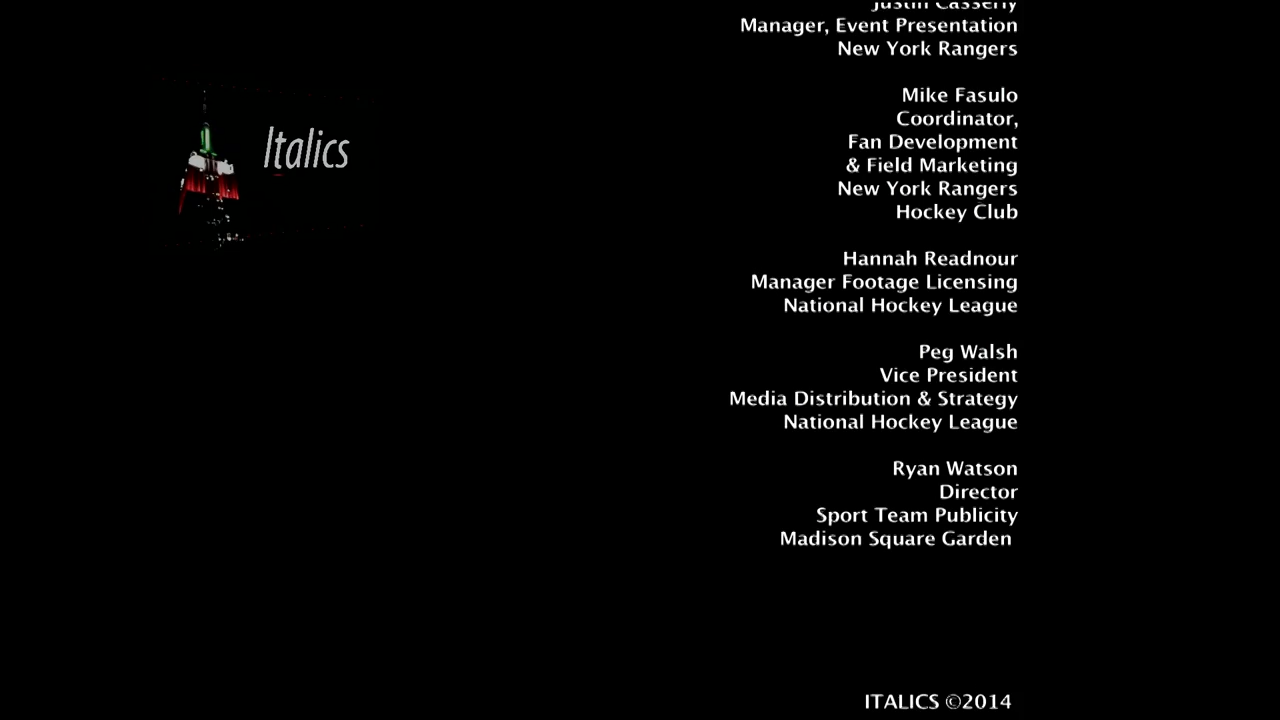 Justin Casserly
Manager, Event Presentation
New York Rangers
Italics
Mike Fasulo
Coordinator,
Fan Development
& Field Marketing
New York Rangers
Hockey Club
Hannah Readnour
Manager Footage Licensing
National Hockey League
Peg Walsh
Vice President
Media Distribution & Strategy
National Hockey League
Ryan Watson
Director
Sport Team Publicity
Madison Square Garden
ITALICS ©2014